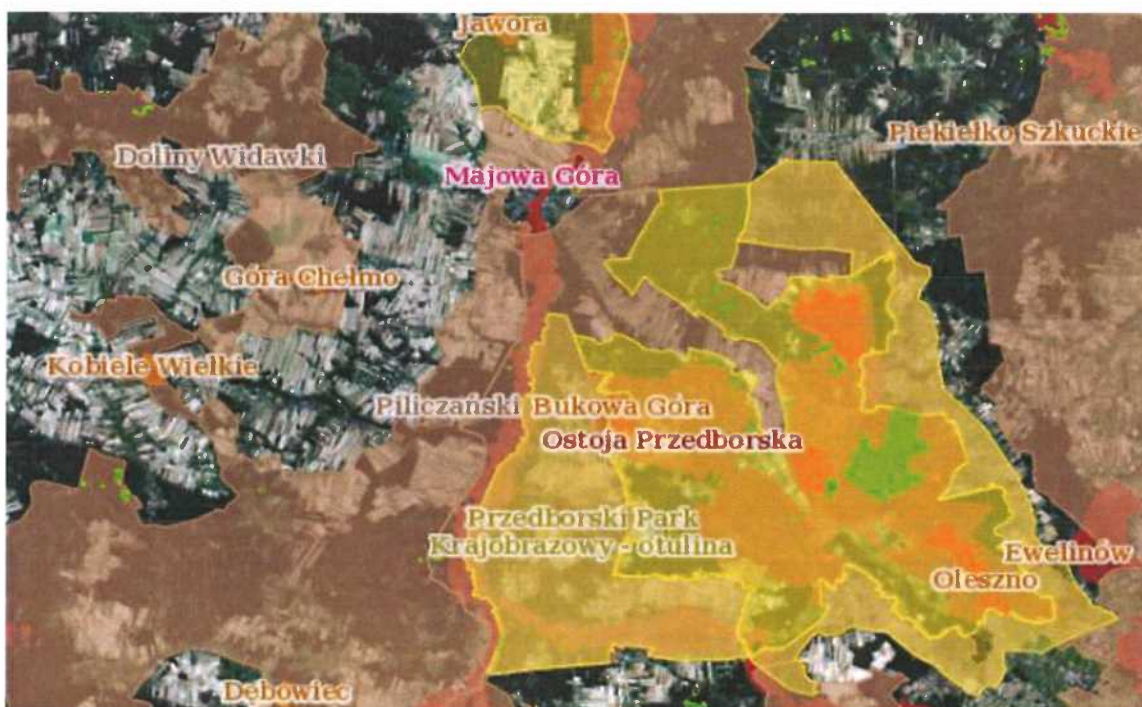 Jawora
Piekiełko Szkuckie
Doliny Widawki
Majowa Góra
Góra Chełmo
Kobiele Wielkie
Piliczański Bukowa Góra
Ostoja Przedborska
Przedborski Park
Krajobrazowy - otulina
Ewelinów
Oleszno
Dębowiec